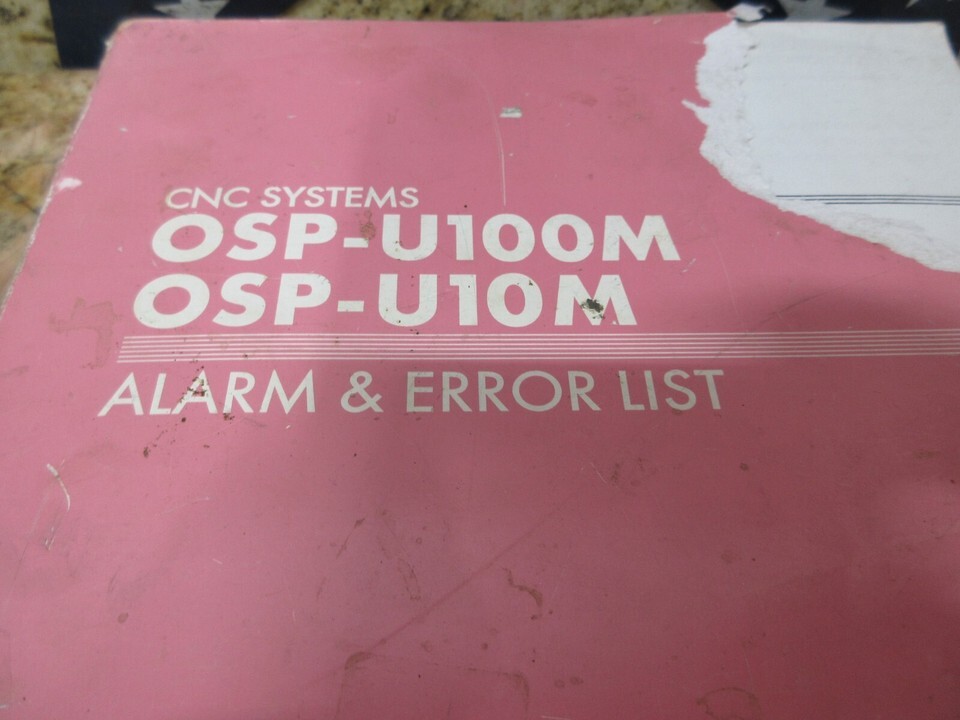 CNC SYSTEMS
OSP-U100M
OSP-U10M
ALARM & ERROR LIST